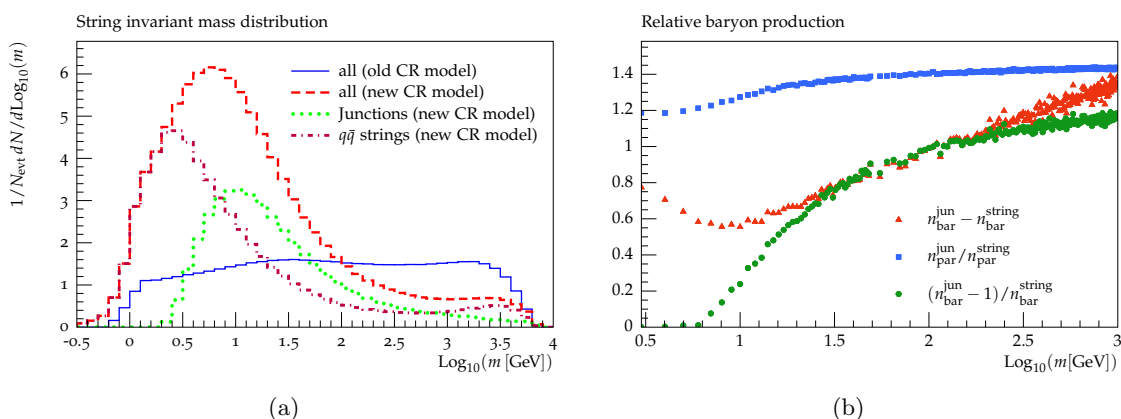 String invariant mass distribution
1/N_evt dN/dLog₁₀(m)
6
5
4
3
2
1
0
all (old CR model)
all (new CR model)
Junctions (new CR model)
qq̄ strings (new CR model)
-0.5 0 0.5 1 1.5 2 2.5 3 3.5 4
Log₁₀(m [GeV])
(a)
Relative baryon production
1.4
1.2
1
0.8
0.6
0.4
0.2
0
n_bar^jun − n_bar^string
n_par^jun/n_par^string
(n_bar^jun − 1)/n_bar^string
0.5 1 1.5 2 2.5 3
Log₁₀(m[GeV])
(b)